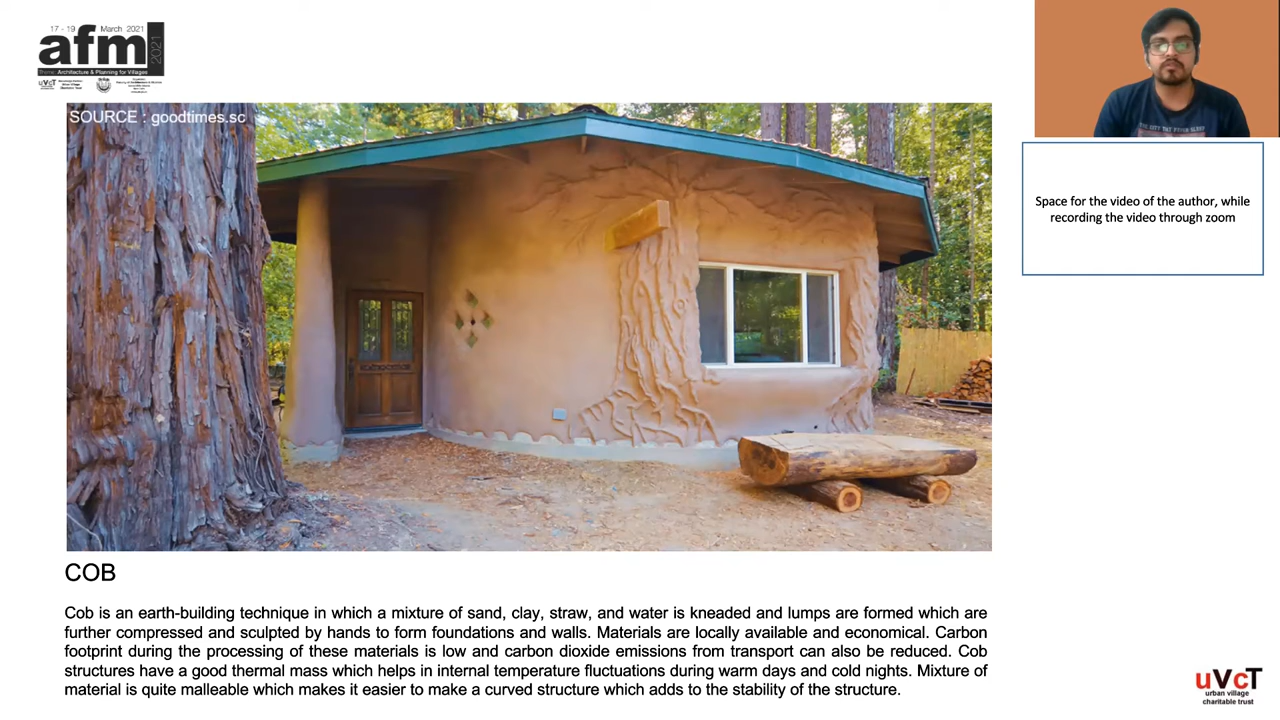 17 - 19 March 2021
afm
2021
Theme: Architecture & Planning for Villages
uVcT
SOURCE : goodtimes.sc
Space for the video of the author, while
recording the video through zoom
COB
Cob is an earth-building technique in which a mixture of sand, clay, straw, and water is kneaded and lumps are formed which are
further compressed and sculpted by hands to form foundations and walls. Materials are locally available and economical. Carbon
footprint during the processing of these materials is low and carbon dioxide emissions from transport can also be reduced. Cob
structures have a good thermal mass which helps in internal temperature fluctuations during warm days and cold nights. Mixture of
material is quite malleable which makes it easier to make a curved structure which adds to the stability of the structure.
uVcT
urban village
charitable trust